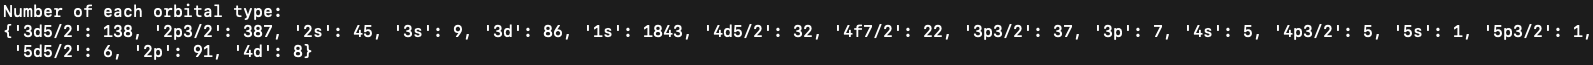 Number of each orbital type:
{'3d5/2': 138, '2p3/2': 387, '2s': 45, '3s': 9, '3d': 86, '1s': 1843, '4d5/2': 32, '4f7/2': 22, '3p3/2': 37, '3p': 7, '4s': 5, '4p3/2': 5, '5s': 1, '5p3/2': 1,
'5d5/2': 6, '2p': 91, '4d': 8}